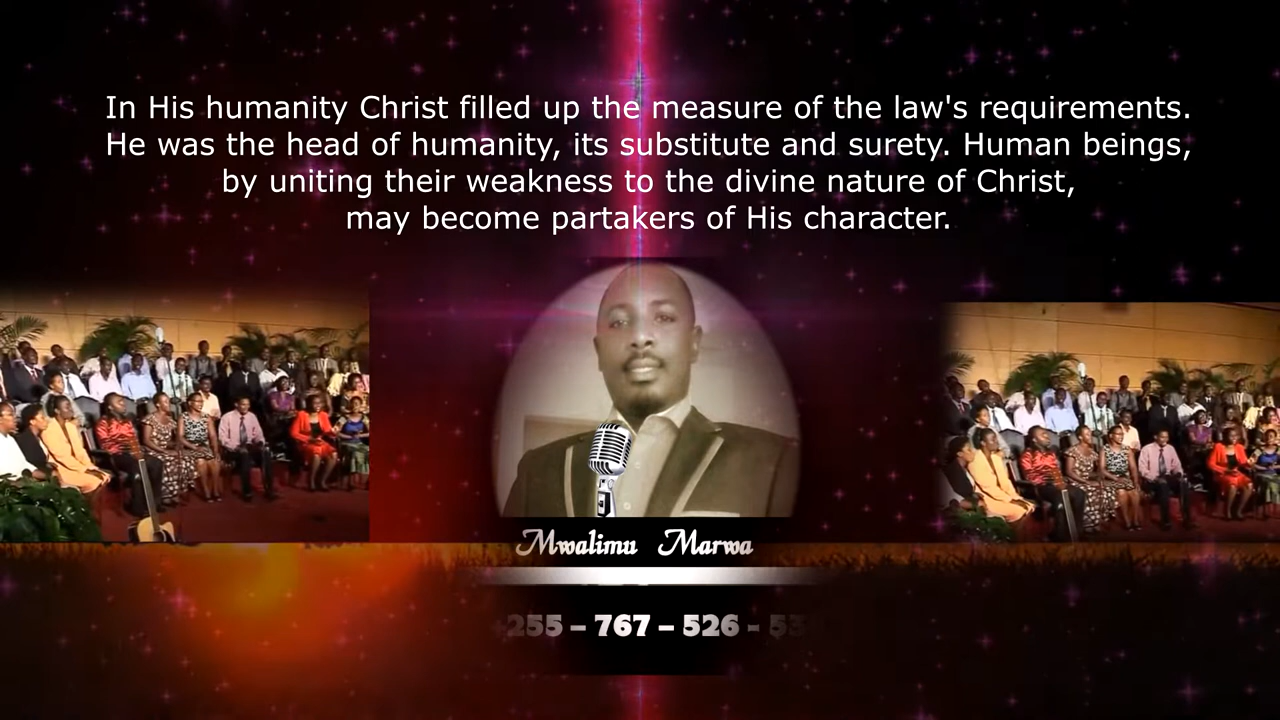 In His humanity Christ filled up the measure of the law's requirements.
He was the head of humanity, its substitute and surety. Human beings,
by uniting their weakness to the divine nature of Christ,
may become partakers of His character.
Mwalimu Marwa
255 – 767 – 526 - 53